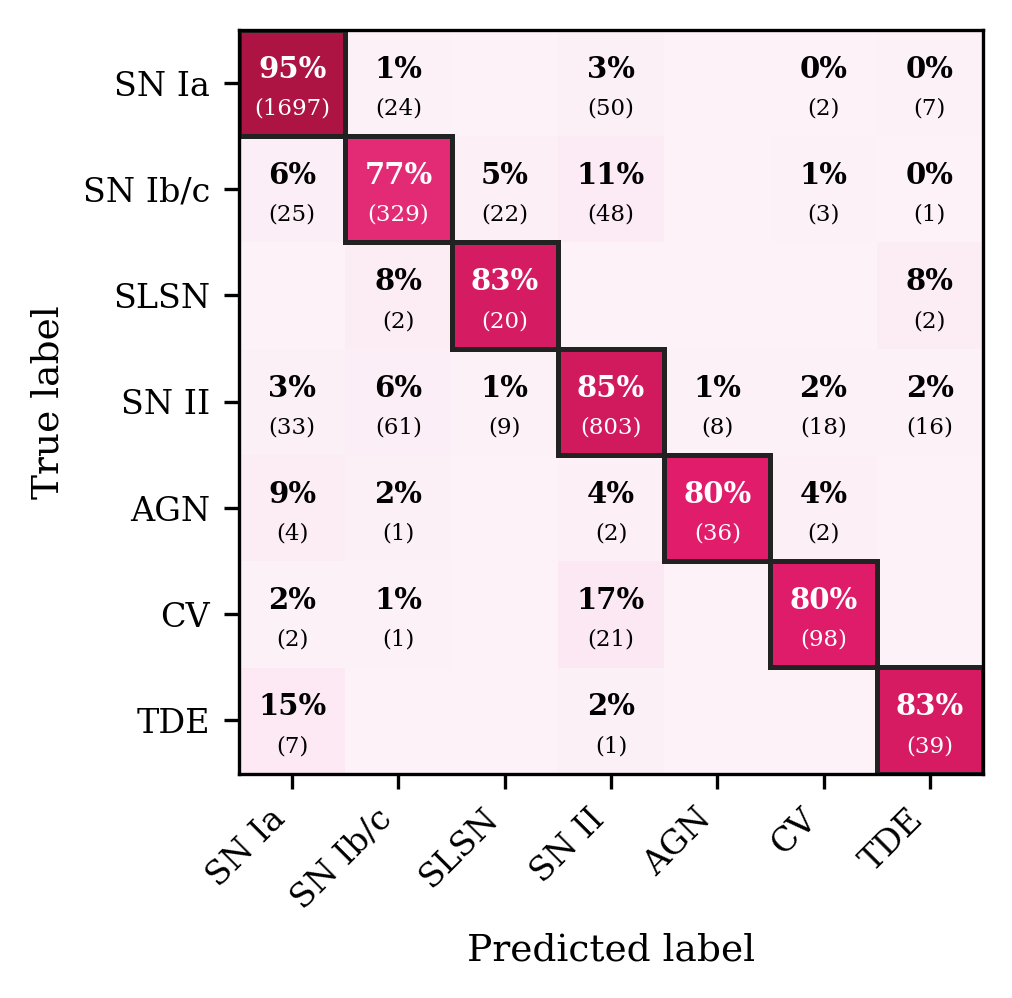 True label
SN Ia
95% 1% 3% 0% 0%
(1697) (24) (50) (2) (7)
SN Ib/c
6% 77% 5% 11% 1% 0%
(25) (329) (22) (48) (3) (1)
SLSN
8% 83% 8%
(2) (20) (2)
SN II
3% 6% 1% 85% 1% 2% 2%
(33) (61) (9) (803) (8) (18) (16)
AGN
9% 2% 4% 80% 4%
(4) (1) (2) (36) (2)
CV
2% 1% 17% 80%
(2) (1) (21) (98)
TDE
15% 2% 83%
(7) (1) (39)
SN Ia SN Ib/c SLSN SN II AGN CV TDE
Predicted label